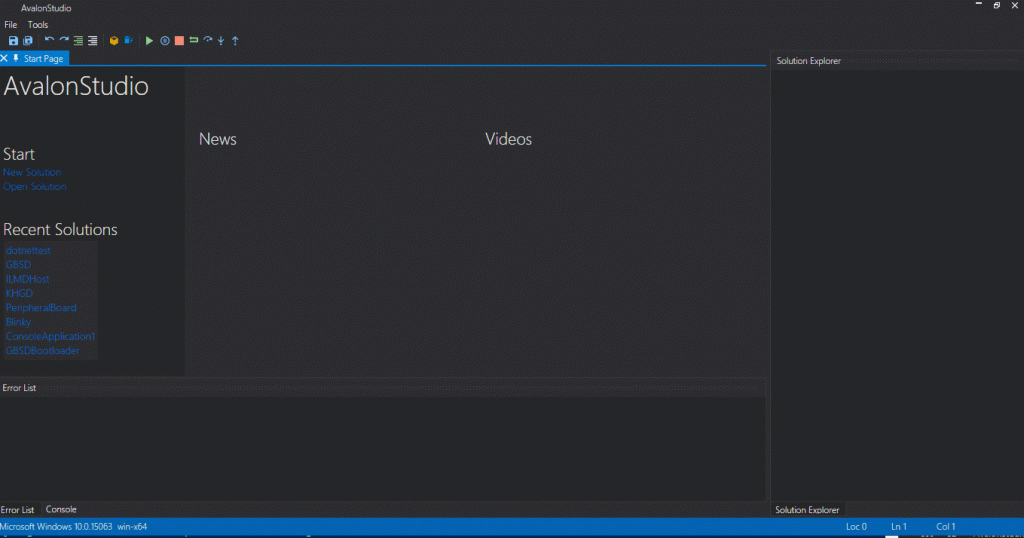 AvalonStudio
File Tools
Start Page
Solution Explorer
AvalonStudio
News
Videos
Start
New Solution
Open Solution
Recent Solutions
dotnettest
GBSD
ILMDHost
KHGD
PeripheralBoard
Blinky
ConsoleApplication1
GBSDBootloader
Error List
Error List Console
Solution Explorer
Microsoft Windows 10.0.15063 win-x64
Loc 0 Ln 1 Col 1